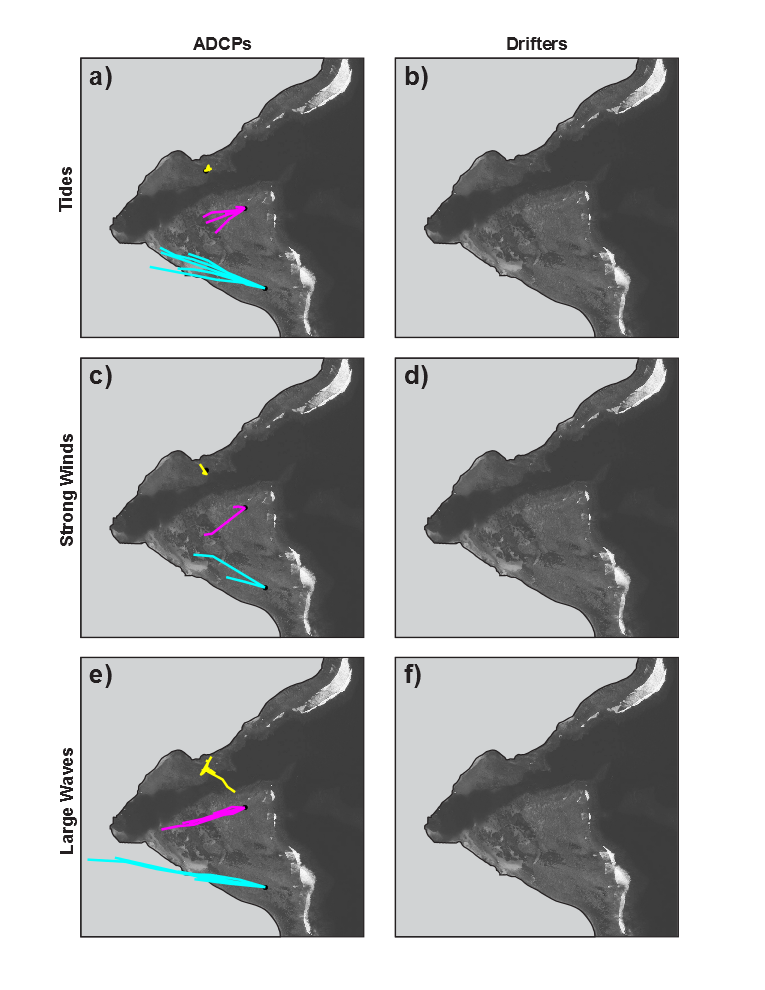 ADCPs Drifters
a) b)
Tides
c) d)
Strong Winds
e) f)
Large Waves